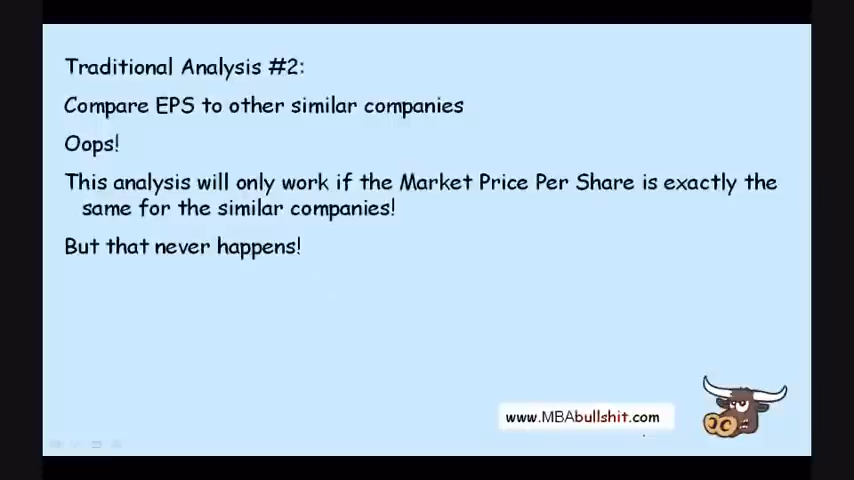 Traditional Analysis #2:
Compare EPS to other similar companies
Oops!
This analysis will only work if the Market Price Per Share is exactly the
same for the similar companies!
But that never happens!
www.MBAbullshit.com